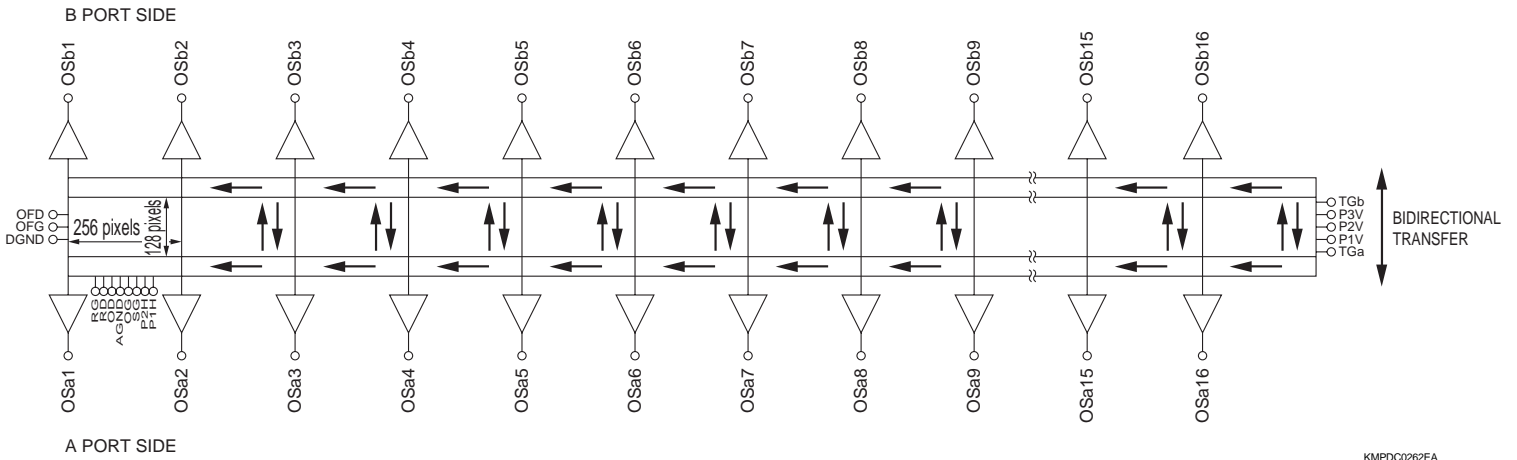 B PORT SIDE
OSb1
OSb2
OSb3
OSb4
OSb5
OSb6
OSb7
OSb8
OSb9
OSb15
OSb16
OFD
OFG
DGND
256 pixels
128 pixels
TGb
P3V
P2V
P1V
TGa
BIDIRECTIONAL
TRANSFER
RG
RD
OD
AGND
OG
SG
P2H
P1H
OSa1
OSa2
OSa3
OSa4
OSa5
OSa6
OSa7
OSa8
OSa9
OSa15
OSa16
A PORT SIDE
KMPDC0262EA